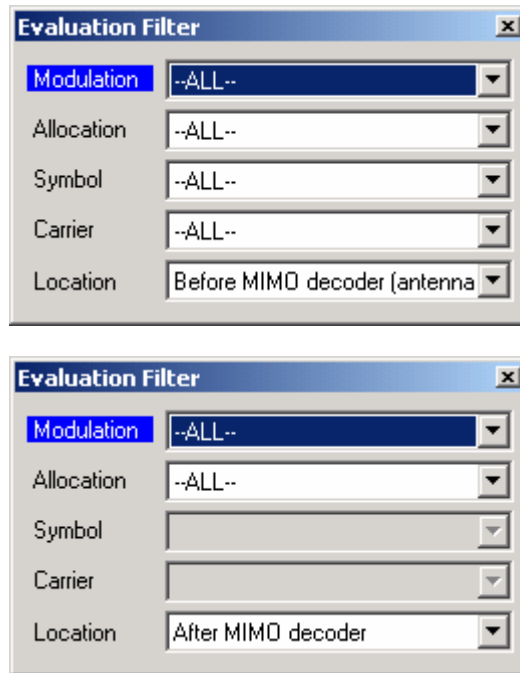 Evaluation Filter
Modulation --ALL--
Allocation --ALL--
Symbol --ALL--
Carrier --ALL--
Location Before MIMO decoder (antenna
Evaluation Filter
Modulation --ALL--
Allocation --ALL--
Symbol
Carrier
Location After MIMO decoder